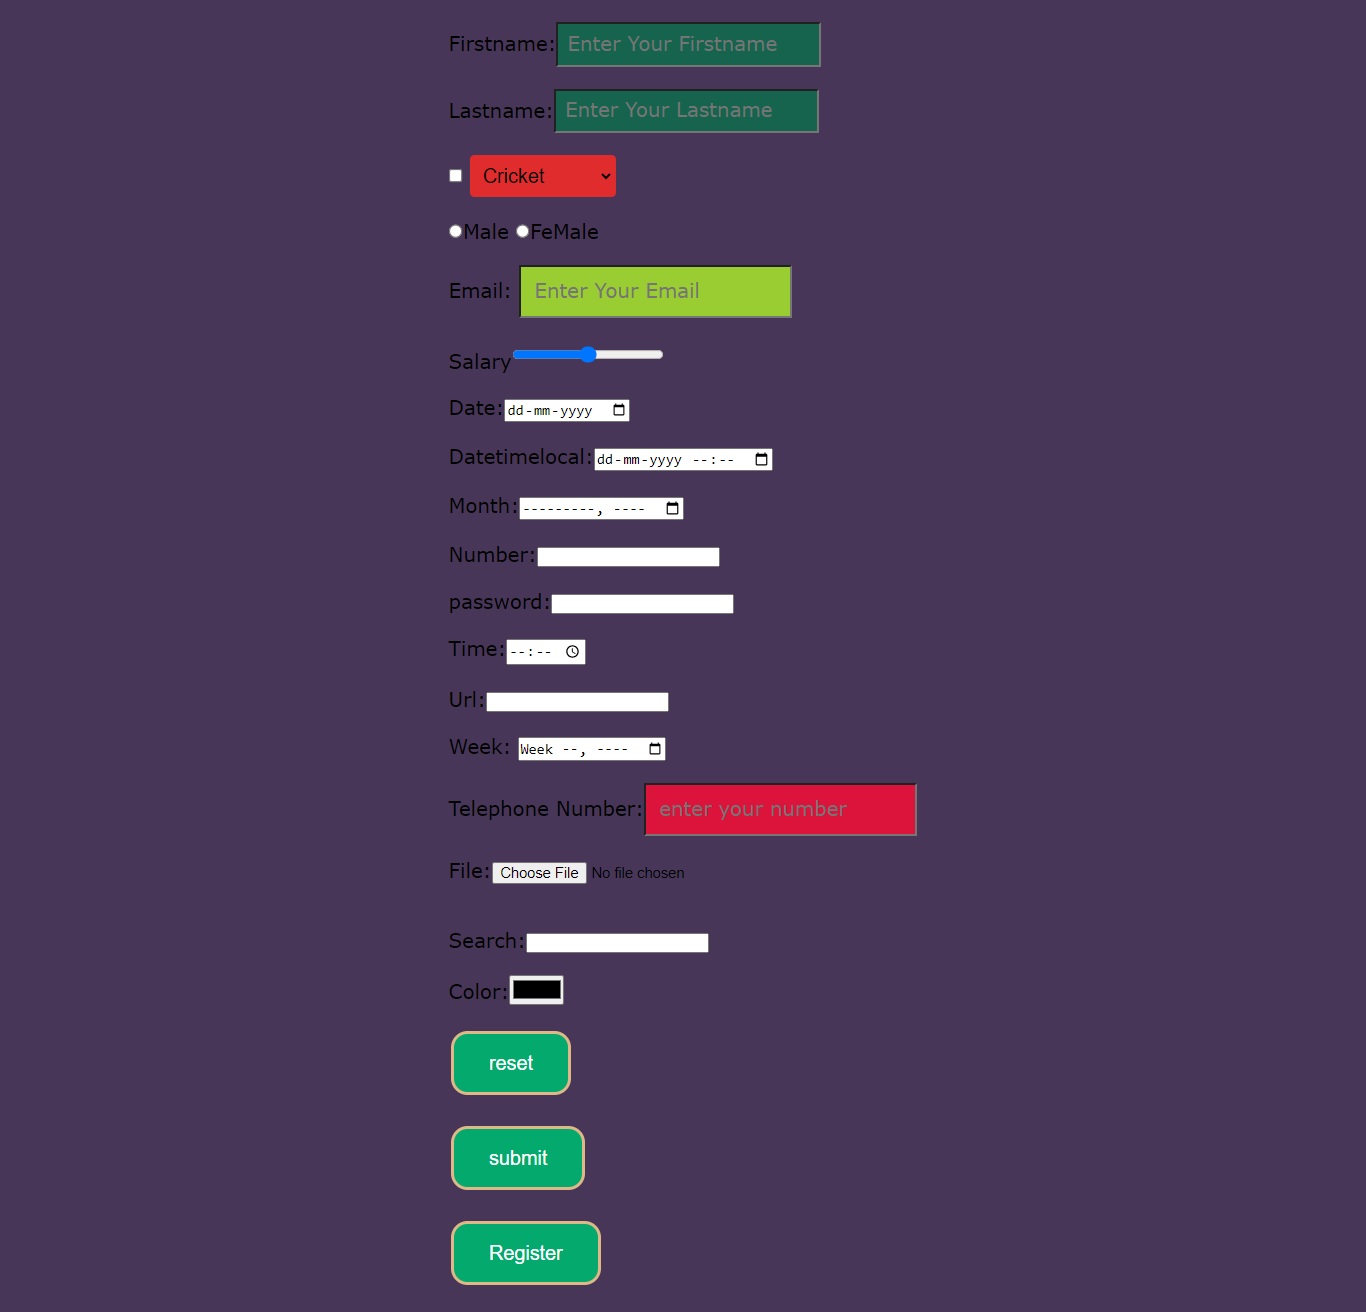 Firstname: Enter Your Firstname
Lastname: Enter Your Lastname
Cricket
Male FeMale
Email: Enter Your Email
Salary
Date: dd-mm-yyyy
Datetimelocal: dd-mm-yyyy --:--
Month: ---------, ----
Number:
password:
Time: --:--
Url:
Week: Week --, ----
Telephone Number: enter your number
File: Choose File No file chosen
Search:
Color:
reset
submit
Register